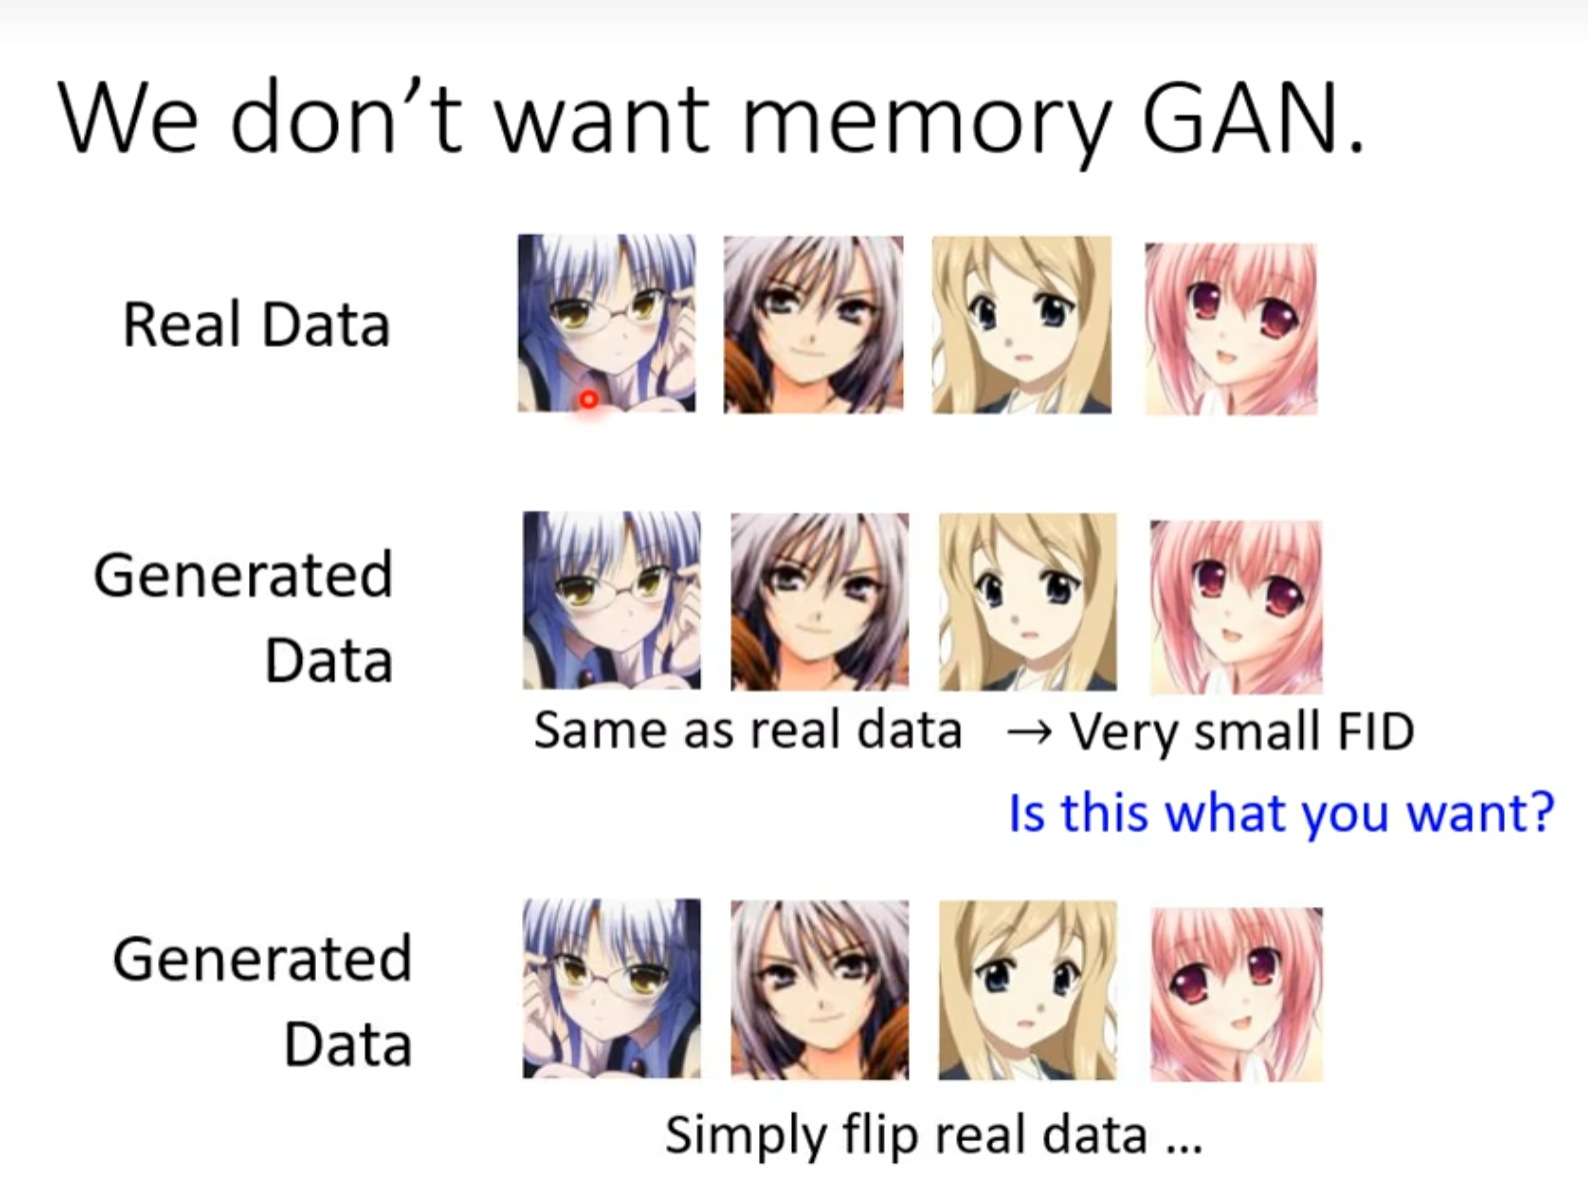 We don’t want memory GAN.
Real Data
Generated
Data
Same as real data → Very small FID
Is this what you want?
Generated
Data
Simply flip real data ...